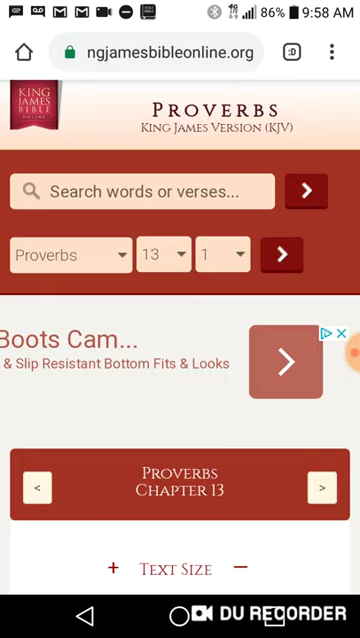 86% 9:58 AM
ngjamesbibleonline.org
:D
KING
JAMES
BIBLE
ONLINE
PROVERBS
KING JAMES VERSION (KJV)
Search words or verses...
Proverbs 13 1
Boots Cam...
& Slip Resistant Bottom Fits & Looks
PROVERBS
< CHAPTER 13 >
+ TEXT SIZE −
DU RECORDER